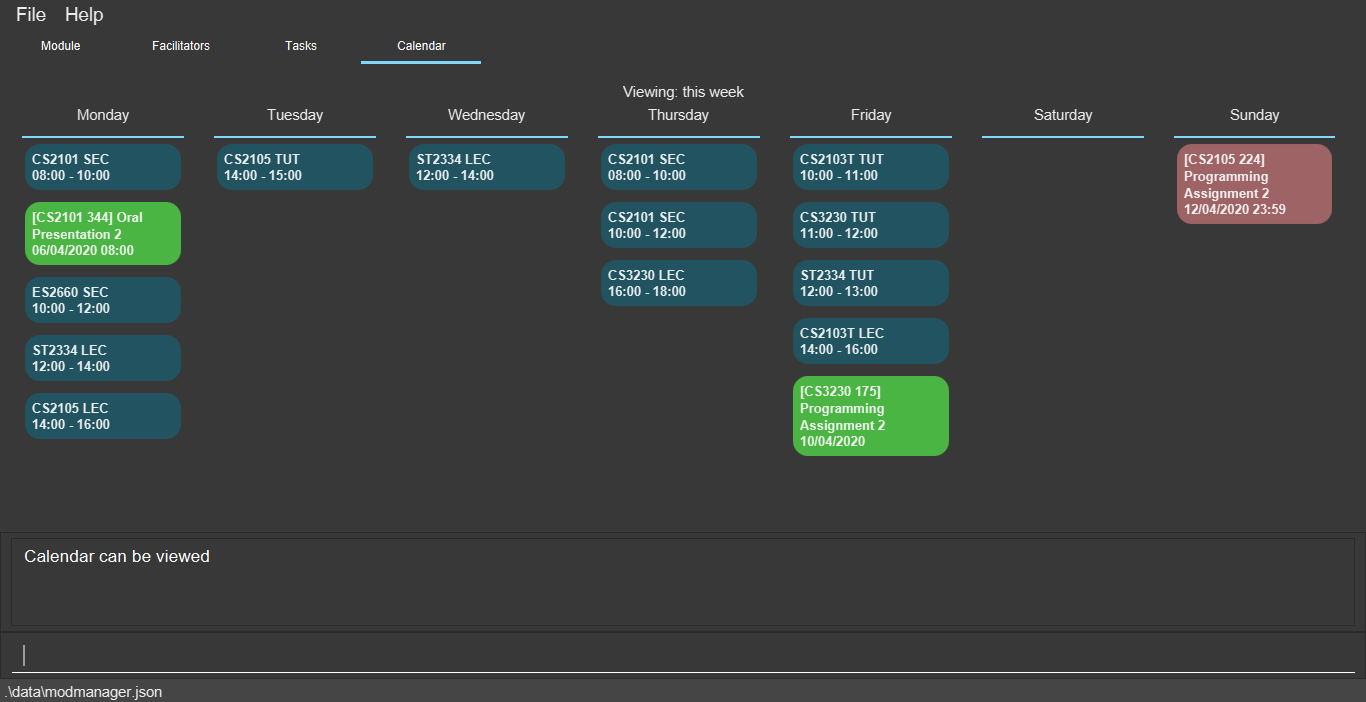 File Help
Module Facilitators Tasks Calendar
Viewing: this week
Monday Tuesday Wednesday Thursday Friday Saturday Sunday
CS2101 SEC
08:00 - 10:00
[CS2101 344] Oral
Presentation 2
06/04/2020 08:00
ES2660 SEC
10:00 - 12:00
ST2334 LEC
12:00 - 14:00
CS2105 LEC
14:00 - 16:00
CS2105 TUT
14:00 - 15:00
ST2334 LEC
12:00 - 14:00
CS2101 SEC
08:00 - 10:00
CS2101 SEC
10:00 - 12:00
CS3230 LEC
16:00 - 18:00
CS2103T TUT
10:00 - 11:00
CS3230 TUT
11:00 - 12:00
ST2334 TUT
12:00 - 13:00
CS2103T LEC
14:00 - 16:00
[CS3230 175]
Programming
Assignment 2
10/04/2020
[CS2105 224]
Programming
Assignment 2
12/04/2020 23:59
Calendar can be viewed
.\data\modmanager.json